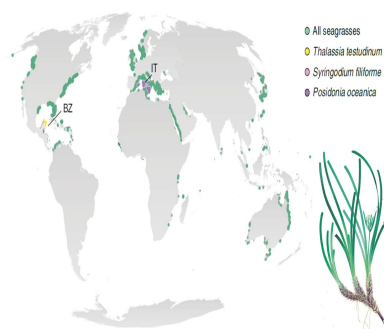 All seagrasses
Thalassia testudinum
Syringodium filiforme
Posidonia oceanica
IT
BZ